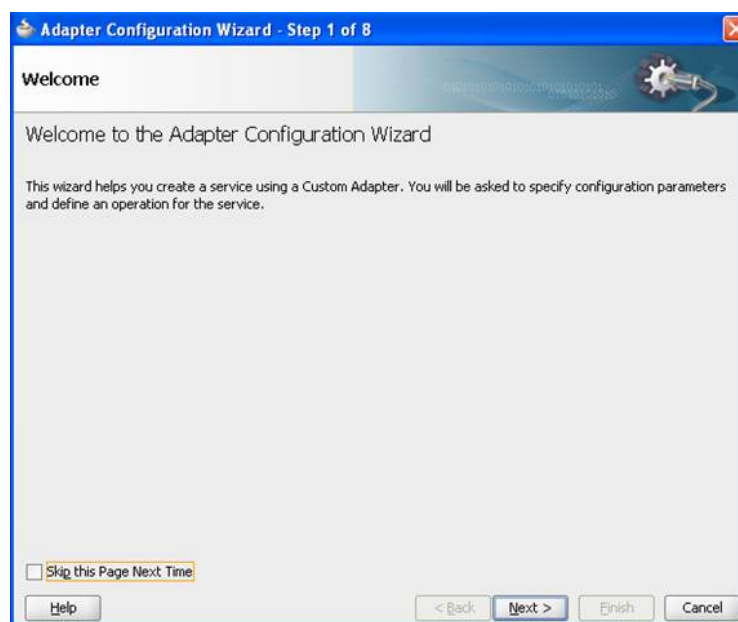 Adapter Configuration Wizard - Step 1 of 8
Welcome
Welcome to the Adapter Configuration Wizard
This wizard helps you create a service using a Custom Adapter. You will be asked to specify configuration parameters
and define an operation for the service.
Skip this Page Next Time
Help
< Back
Next >
Finish
Cancel